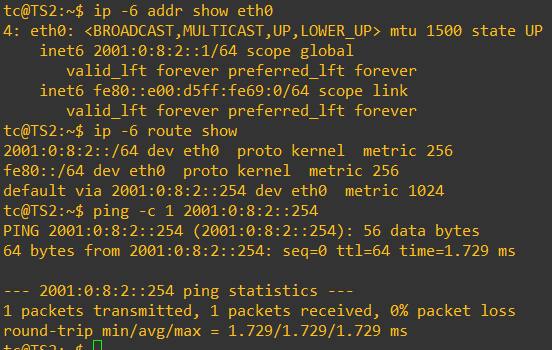 tc@TS2:~$ ip -6 addr show eth0
4: eth0: <BROADCAST,MULTICAST,UP,LOWER_UP> mtu 1500 state UP
    inet6 2001:0:8:2::1/64 scope global
       valid_lft forever preferred_lft forever
    inet6 fe80::e00:d5ff:fe69:0/64 scope link
       valid_lft forever preferred_lft forever
tc@TS2:~$ ip -6 route show
2001:0:8:2::/64 dev eth0  proto kernel  metric 256
fe80::/64 dev eth0  proto kernel  metric 256
default via 2001:0:8:2::254 dev eth0  metric 1024
tc@TS2:~$ ping -c 1 2001:0:8:2::254
PING 2001:0:8:2::254 (2001:0:8:2::254): 56 data bytes
64 bytes from 2001:0:8:2::254: seq=0 ttl=64 time=1.729 ms

--- 2001:0:8:2::254 ping statistics ---
1 packets transmitted, 1 packets received, 0% packet loss
round-trip min/avg/max = 1.729/1.729/1.729 ms
tc@TS2:~$